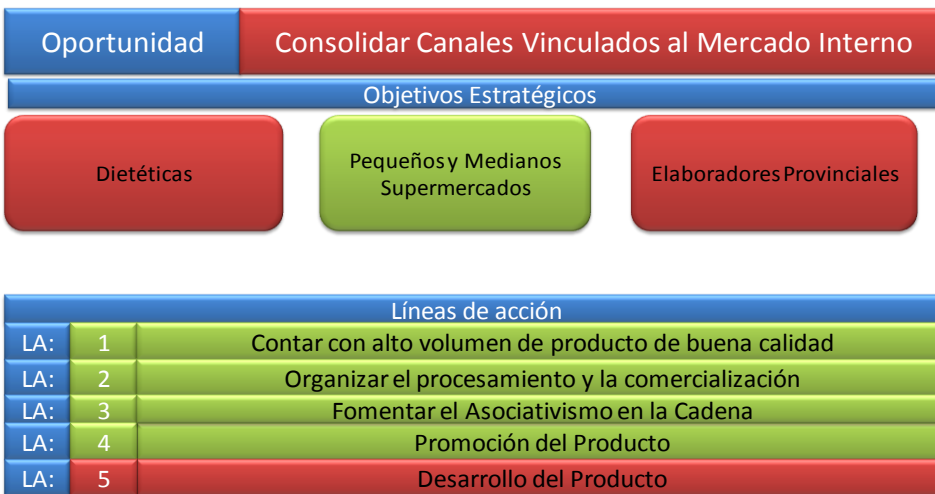 Oportunidad Consolidar Canales Vinculados al Mercado Interno
Objetivos Estratégicos
Dietéticas
Pequeños y Medianos
Supermercados
Elaboradores Provinciales
Líneas de acción
LA: 1 Contar con alto volumen de producto de buena calidad
LA: 2 Organizar el procesamiento y la comercialización
LA: 3 Fomentar el Asociativismo en la Cadena
LA: 4 Promoción del Producto
LA: 5 Desarrollo del Producto